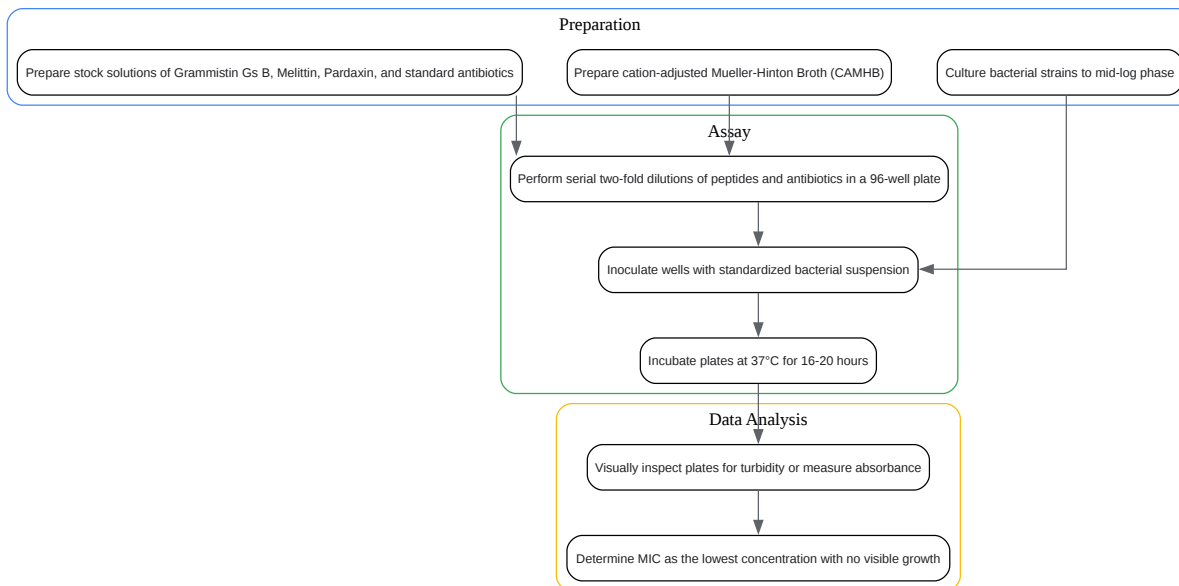 Preparation
Prepare stock solutions of Grammistin Gs B, Melittin, Pardaxin, and standard antibiotics
Prepare cation-adjusted Mueller-Hinton Broth (CAMHB)
Culture bacterial strains to mid-log phase
Assay
Perform serial two-fold dilutions of peptides and antibiotics in a 96-well plate
Inoculate wells with standardized bacterial suspension
Incubate plates at 37°C for 16-20 hours
Data Analysis
Visually inspect plates for turbidity or measure absorbance
Determine MIC as the lowest concentration with no visible growth